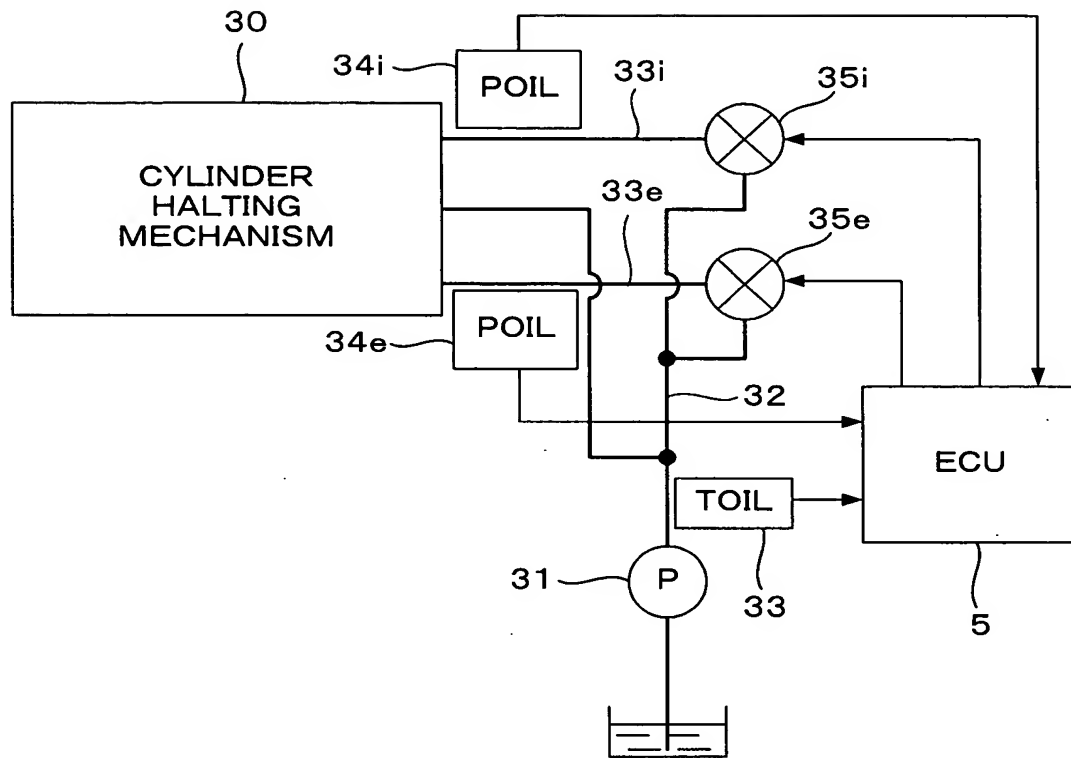 30
34i
POIL
33i
35i
CYLINDER
HALTING
MECHANISM
33e
35e
34e
POIL
32
ECU
TOIL
31
P
33
5